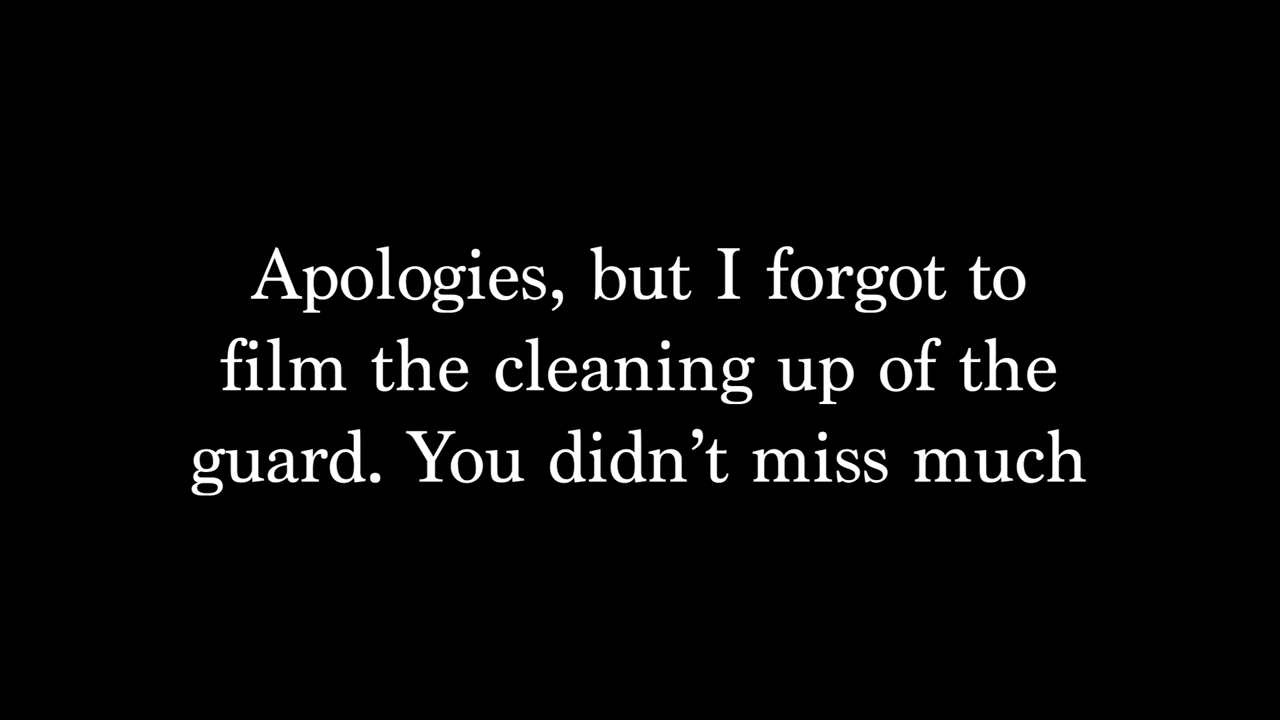 Apologies, but I forgot to
film the cleaning up of the
guard. You didn’t miss much